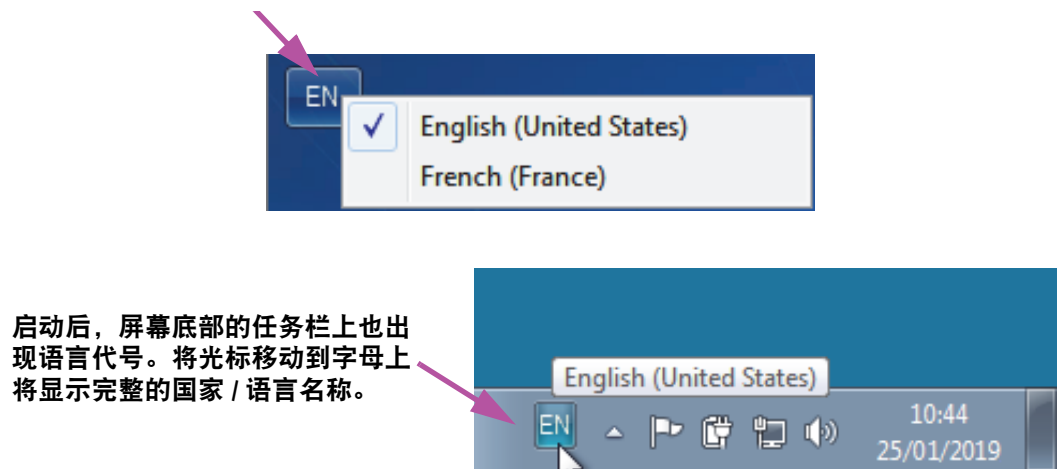 EN
English (United States)
French (France)
启动后，屏幕底部的任务栏上也出
现语言代号。将光标移动到字母上
将显示完整的国家 / 语言名称。
English (United States)
EN
10:44
25/01/2019